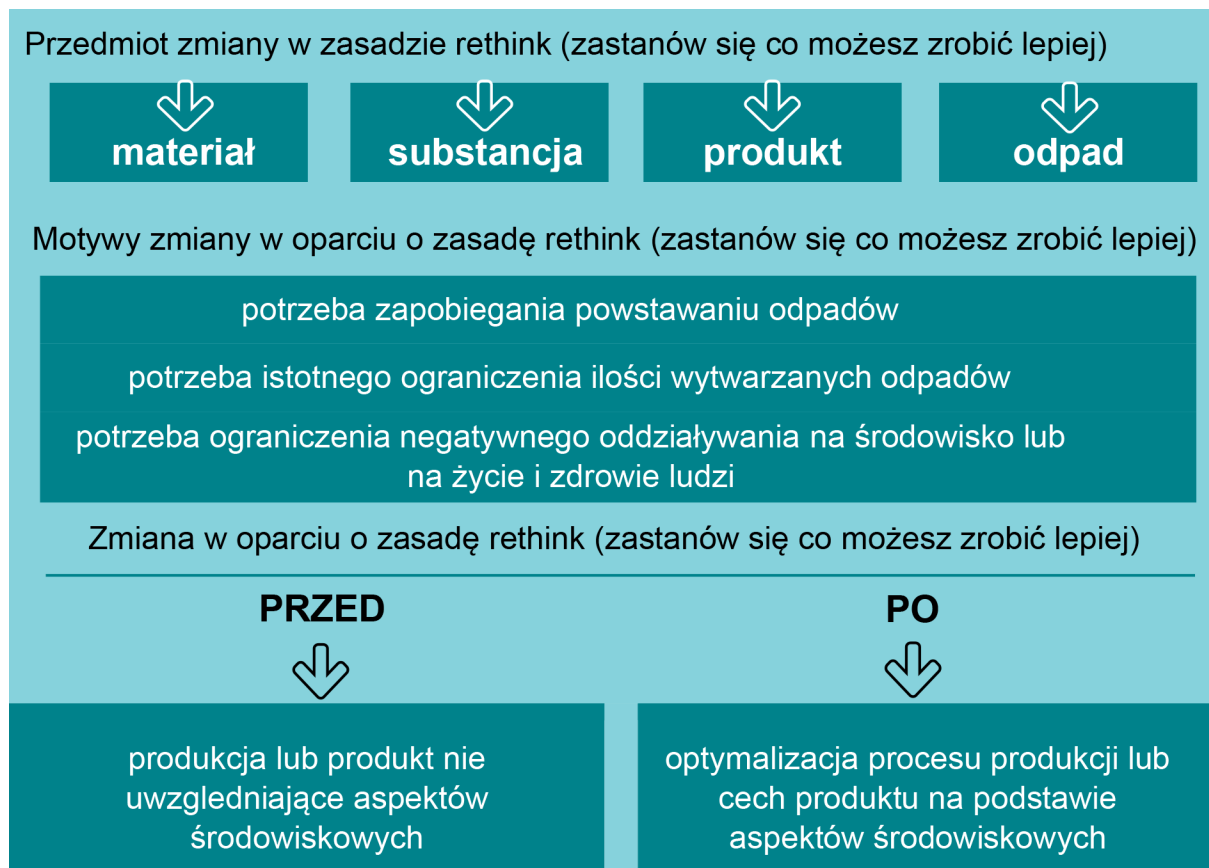 Przedmiot zmiany w zasadzie rethink (zastanów się co możesz zrobić lepiej)
materiał
substancja
produkt
odpad
Motywy zmiany w oparciu o zasadę rethink (zastanów się co możesz zrobić lepiej)
potrzeba zapobiegania powstawaniu odpadów
potrzeba istotnego ograniczenia ilości wytwarzanych odpadów
potrzeba ograniczenia negatywnego oddziaływania na środowisko lub
na życie i zdrowie ludzi
Zmiana w oparciu o zasadę rethink (zastanów się co możesz zrobić lepiej)
PRZED
PO
produkcja lub produkt nie
uwzgledniające aspektów
środowiskowych
optymalizacja procesu produkcji lub
cech produktu na podstawie
aspektów środowiskowych